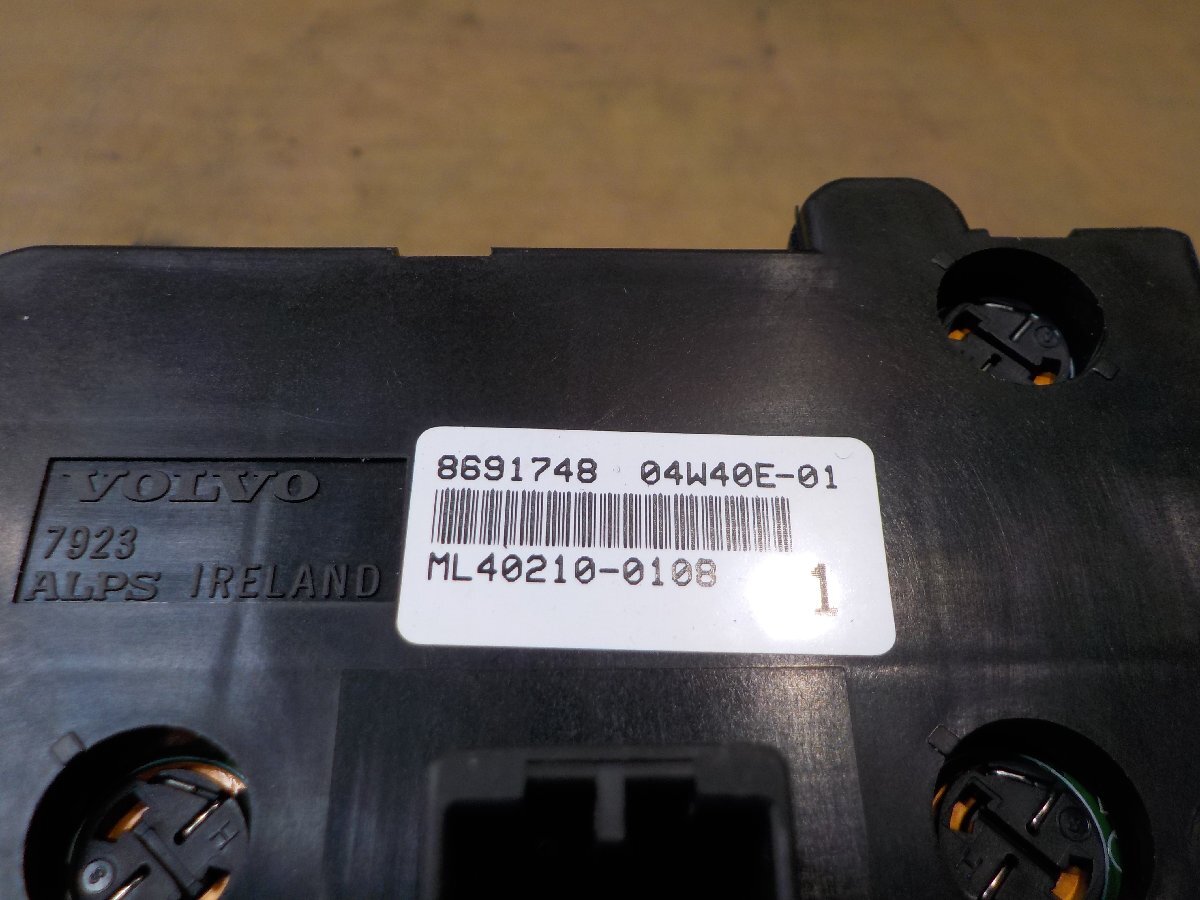 8691748 04W40E-01
ML40210-0108
1
VOLVO
7923
ALPS IRELAND